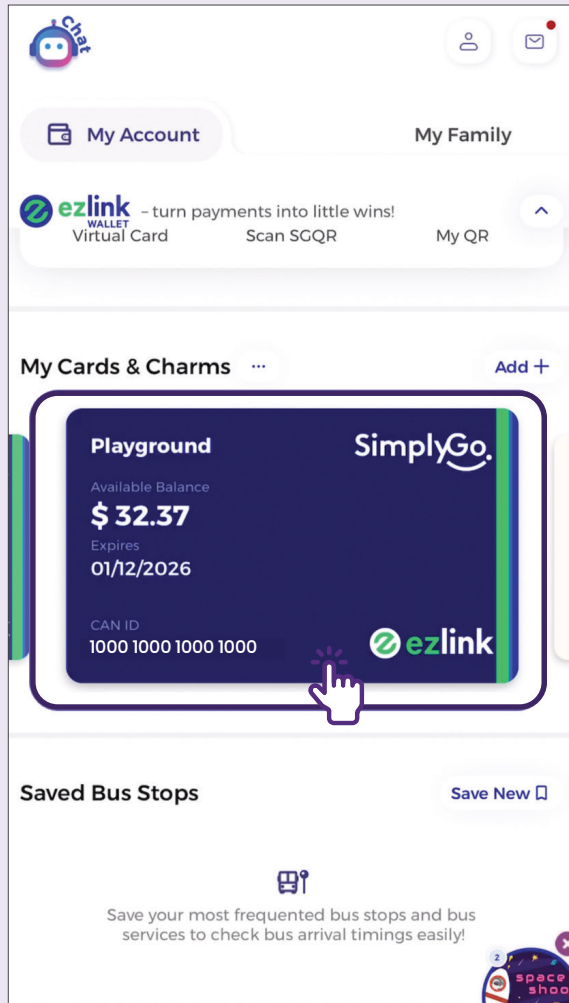 Chat
My Account
My Family
ezlink
WALLET
– turn payments into little wins!
Virtual Card
Scan SGQR
My QR
My Cards & Charms ...
Add +
Playground
SimplyGo.
Available Balance
$ 32.37
Expires
01/12/2026
CAN ID
1000 1000 1000 1000
ezlink
Saved Bus Stops
Save New
Save your most frequented bus stops and bus
services to check bus arrival timings easily!
2
space
shoo